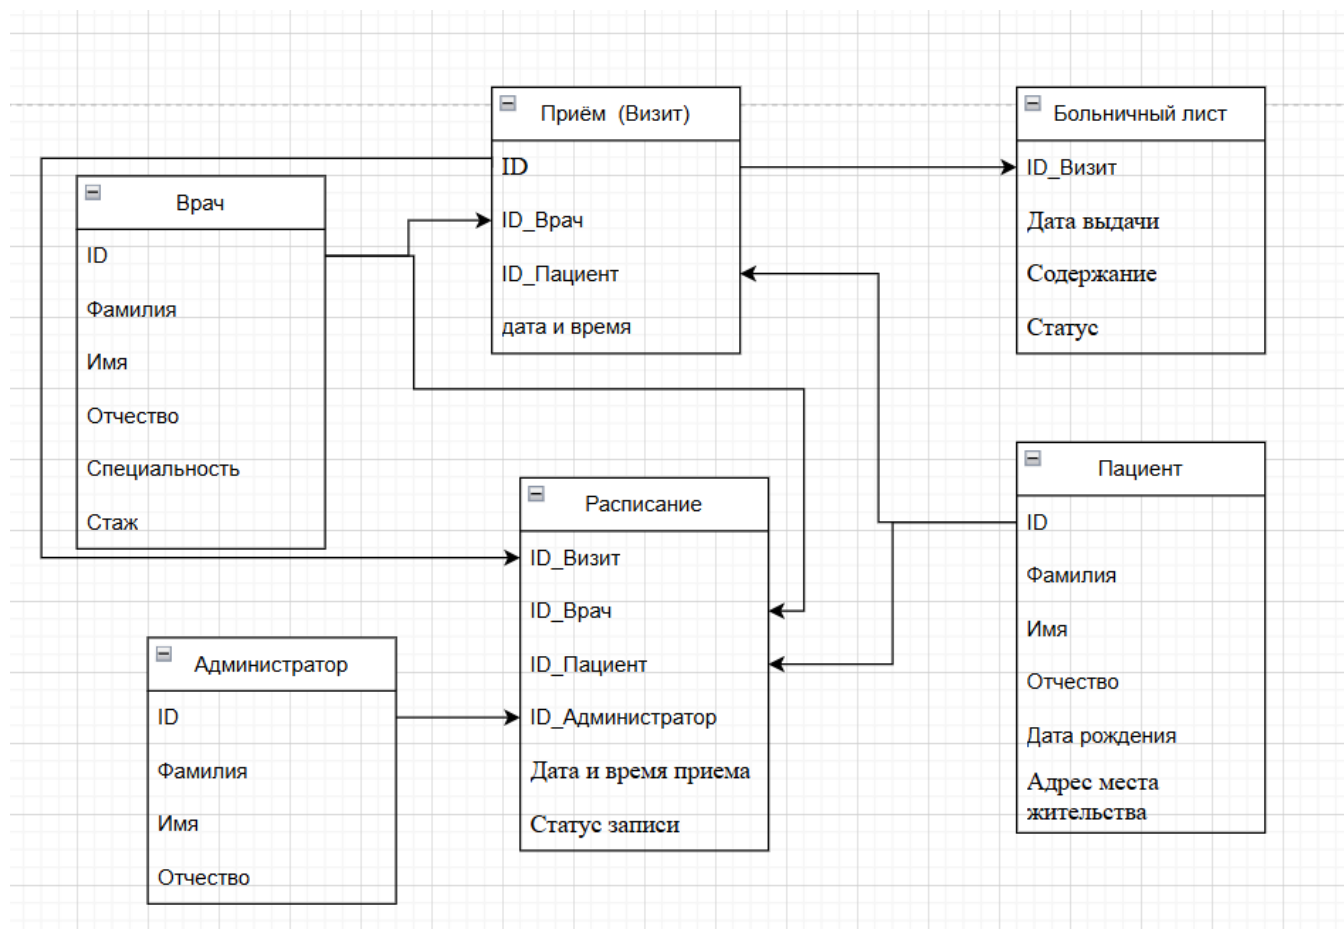 Приём (Визит)
ID
ID_Врач
ID_Пациент
дата и время
Больничный лист
ID_Визит
Дата выдачи
Содержание
Статус
Врач
ID
Фамилия
Имя
Отчество
Специальность
Стаж
Расписание
ID_Визит
ID_Врач
ID_Пациент
ID_Администратор
Дата и время приема
Статус записи
Пациент
ID
Фамилия
Имя
Отчество
Дата рождения
Адрес места
жительства
Администратор
ID
Фамилия
Имя
Отчество